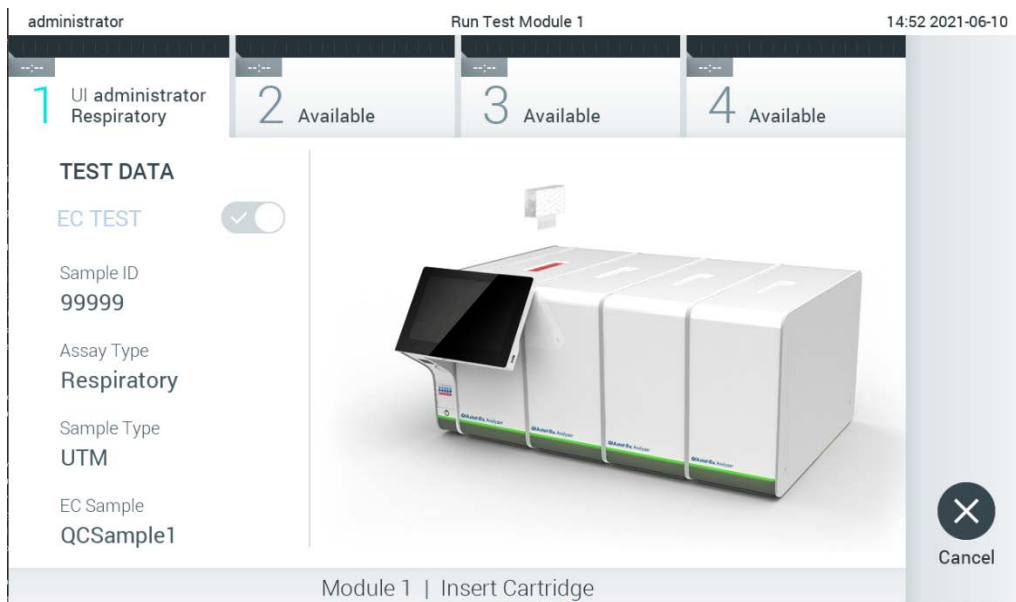 administrator
Run Test Module 1
14:52 2021-06-10
--:--
1 UI administrator
Respiratory
--:--
2 Available
--:--
3 Available
--:--
4 Available
TEST DATA
EC TEST
Sample ID
99999
Assay Type
Respiratory
Sample Type
UTM
EC Sample
QCSample1
Cancel
Module 1 | Insert Cartridge